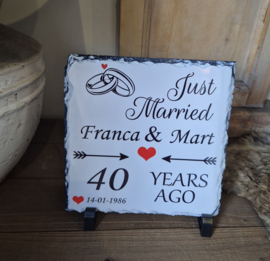 Just
Married
Franca & Mart
40 YEARS
AGO
14-01-1986